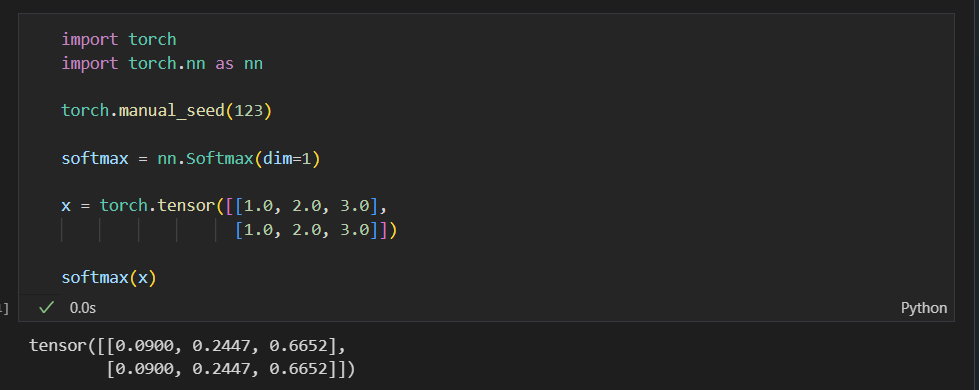 import torch
import torch.nn as nn
torch.manual_seed(123)
softmax = nn.Softmax(dim=1)
x = torch.tensor([[1.0, 2.0, 3.0],
[1.0, 2.0, 3.0]])
softmax(x)
✓ 0.0s Python
tensor([[0.0900, 0.2447, 0.6652],
[0.0900, 0.2447, 0.6652]])